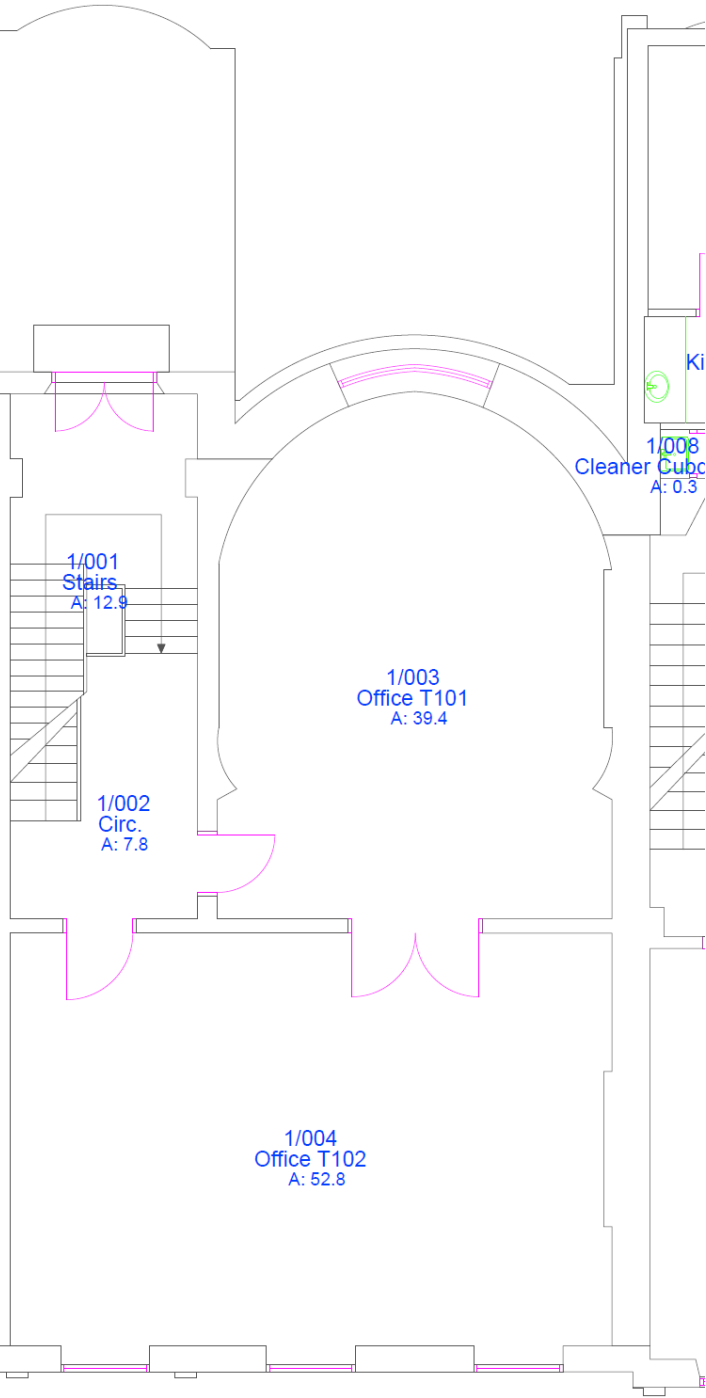 Ki
1/008
Cleaner Cubo
A: 0.3
1/001
Stairs
A: 12.9
1/003
Office T101
A: 39.4
1/002
Circ.
A: 7.8
1/004
Office T102
A: 52.8